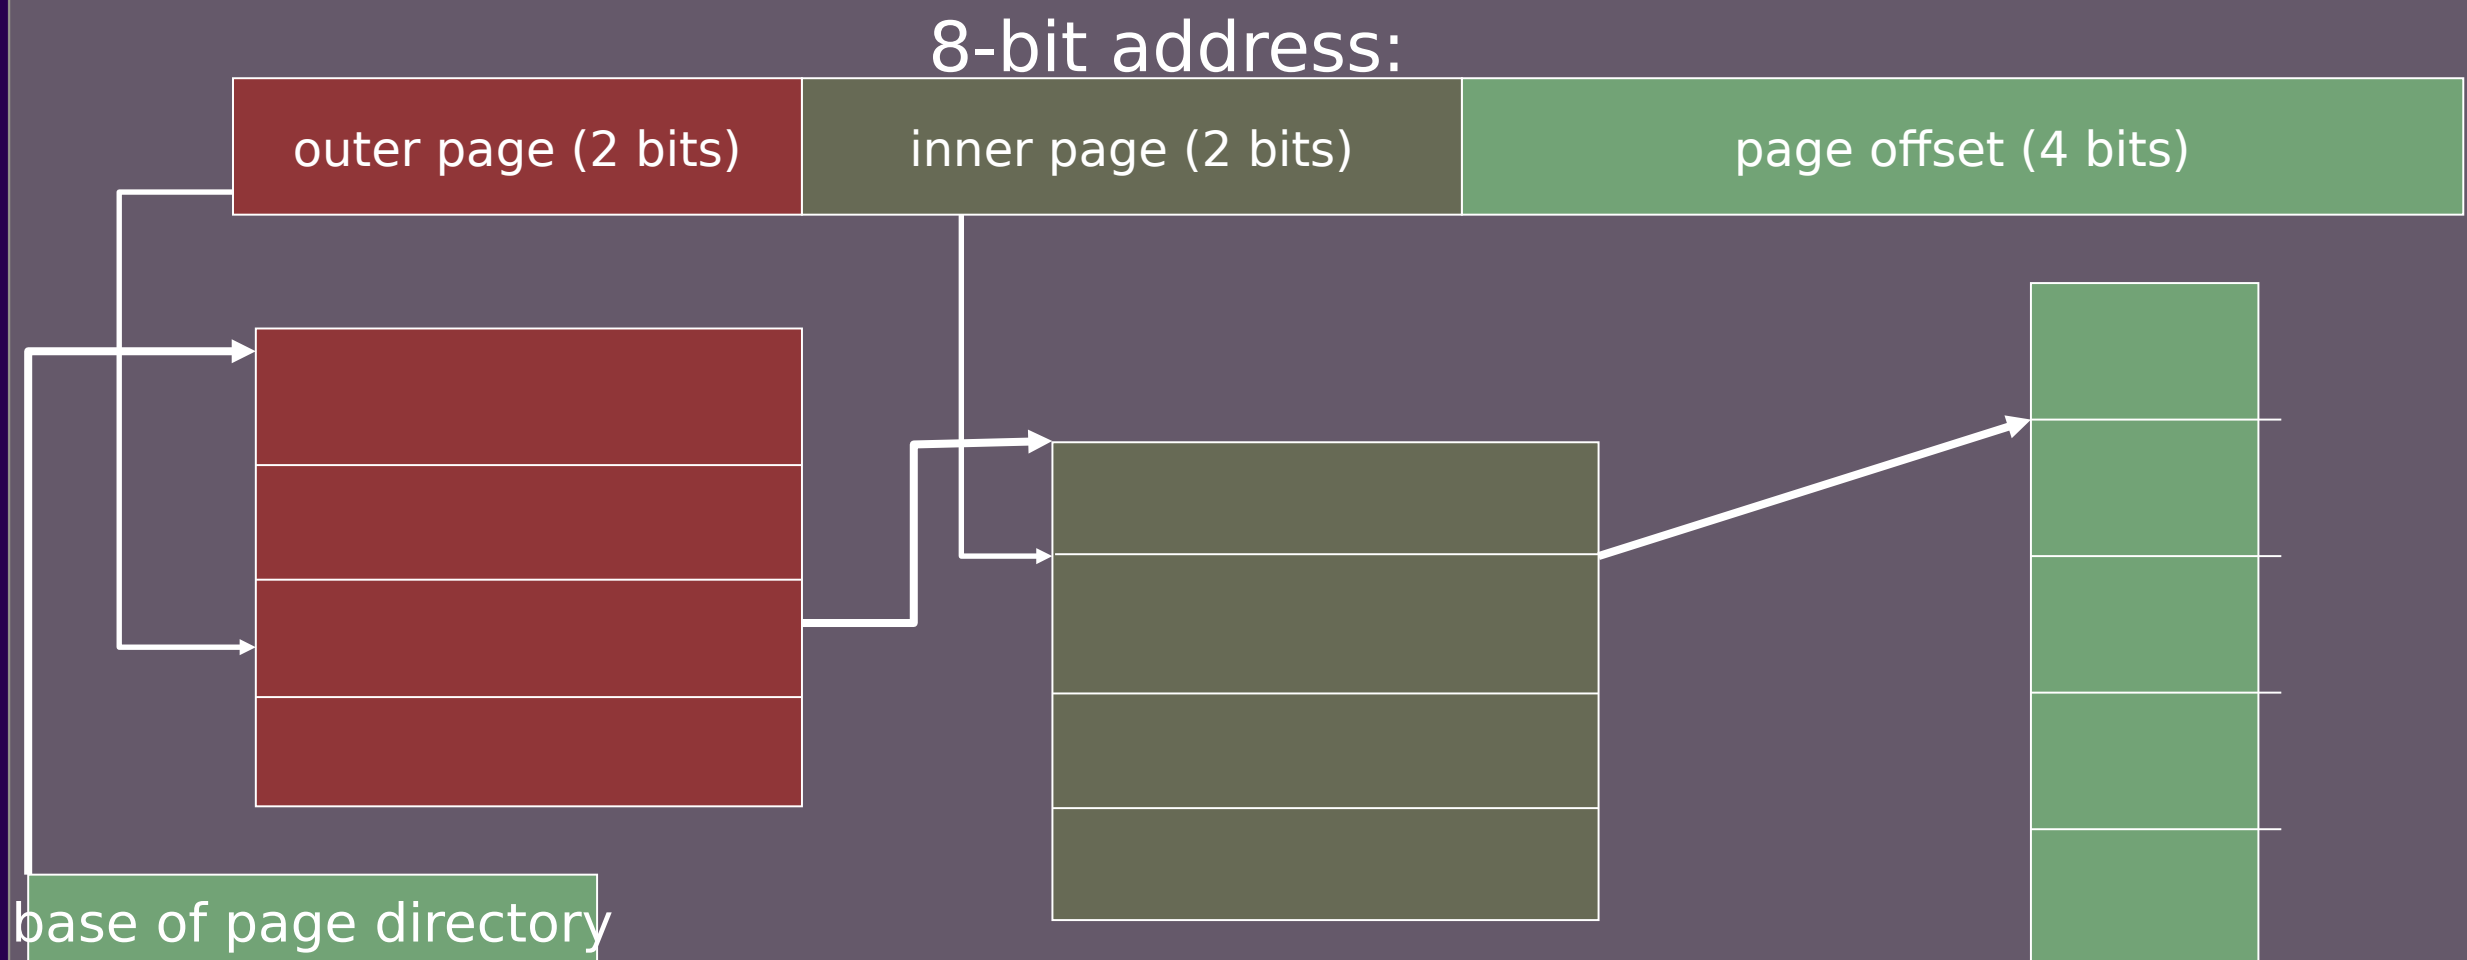 8-bit address:
outer page (2 bits)
inner page (2 bits)
page offset (4 bits)
base of page directory